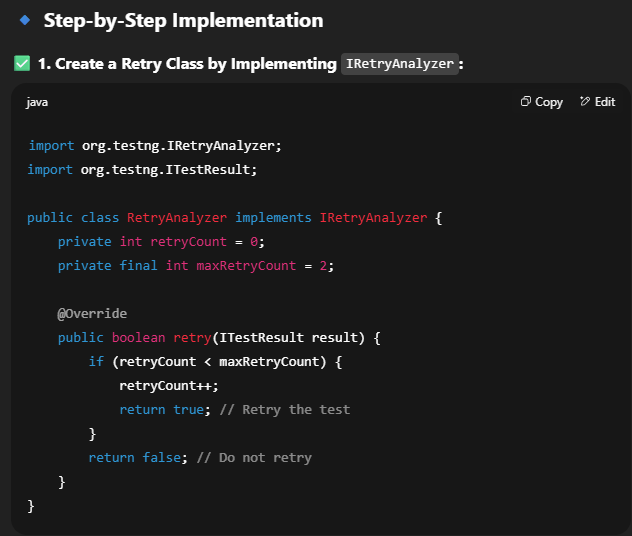 🔹 Step-by-Step Implementation
✅ 1. Create a Retry Class by Implementing IRetryAnalyzer:
java Copy Edit
import org.testng.IRetryAnalyzer;
import org.testng.ITestResult;
public class RetryAnalyzer implements IRetryAnalyzer {
    private int retryCount = 0;
    private final int maxRetryCount = 2;
    @Override
    public boolean retry(ITestResult result) {
        if (retryCount < maxRetryCount) {
            retryCount++;
            return true; // Retry the test
        }
        return false; // Do not retry
    }
}